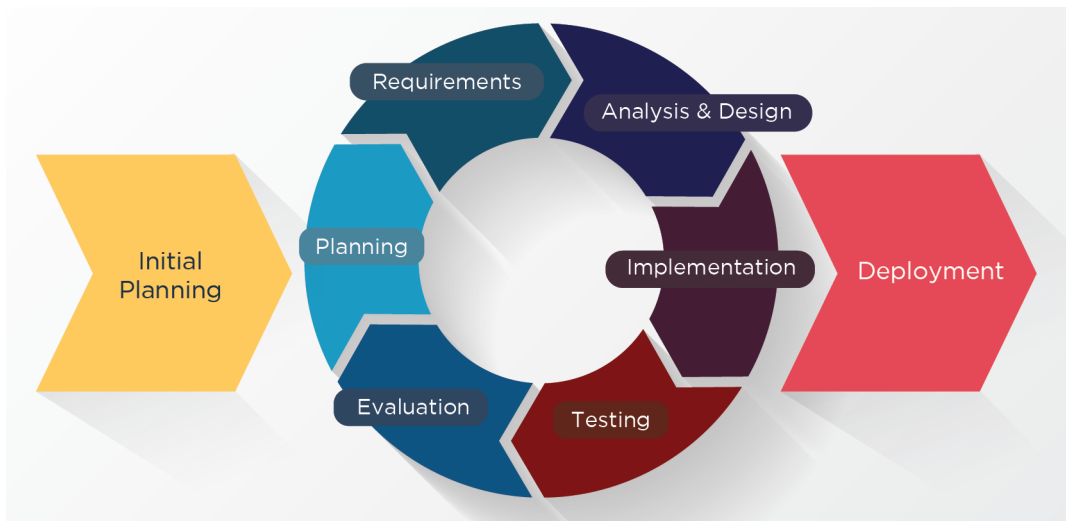 Initial
Planning
Requirements
Analysis & Design
Planning
Implementation
Evaluation
Testing
Deployment